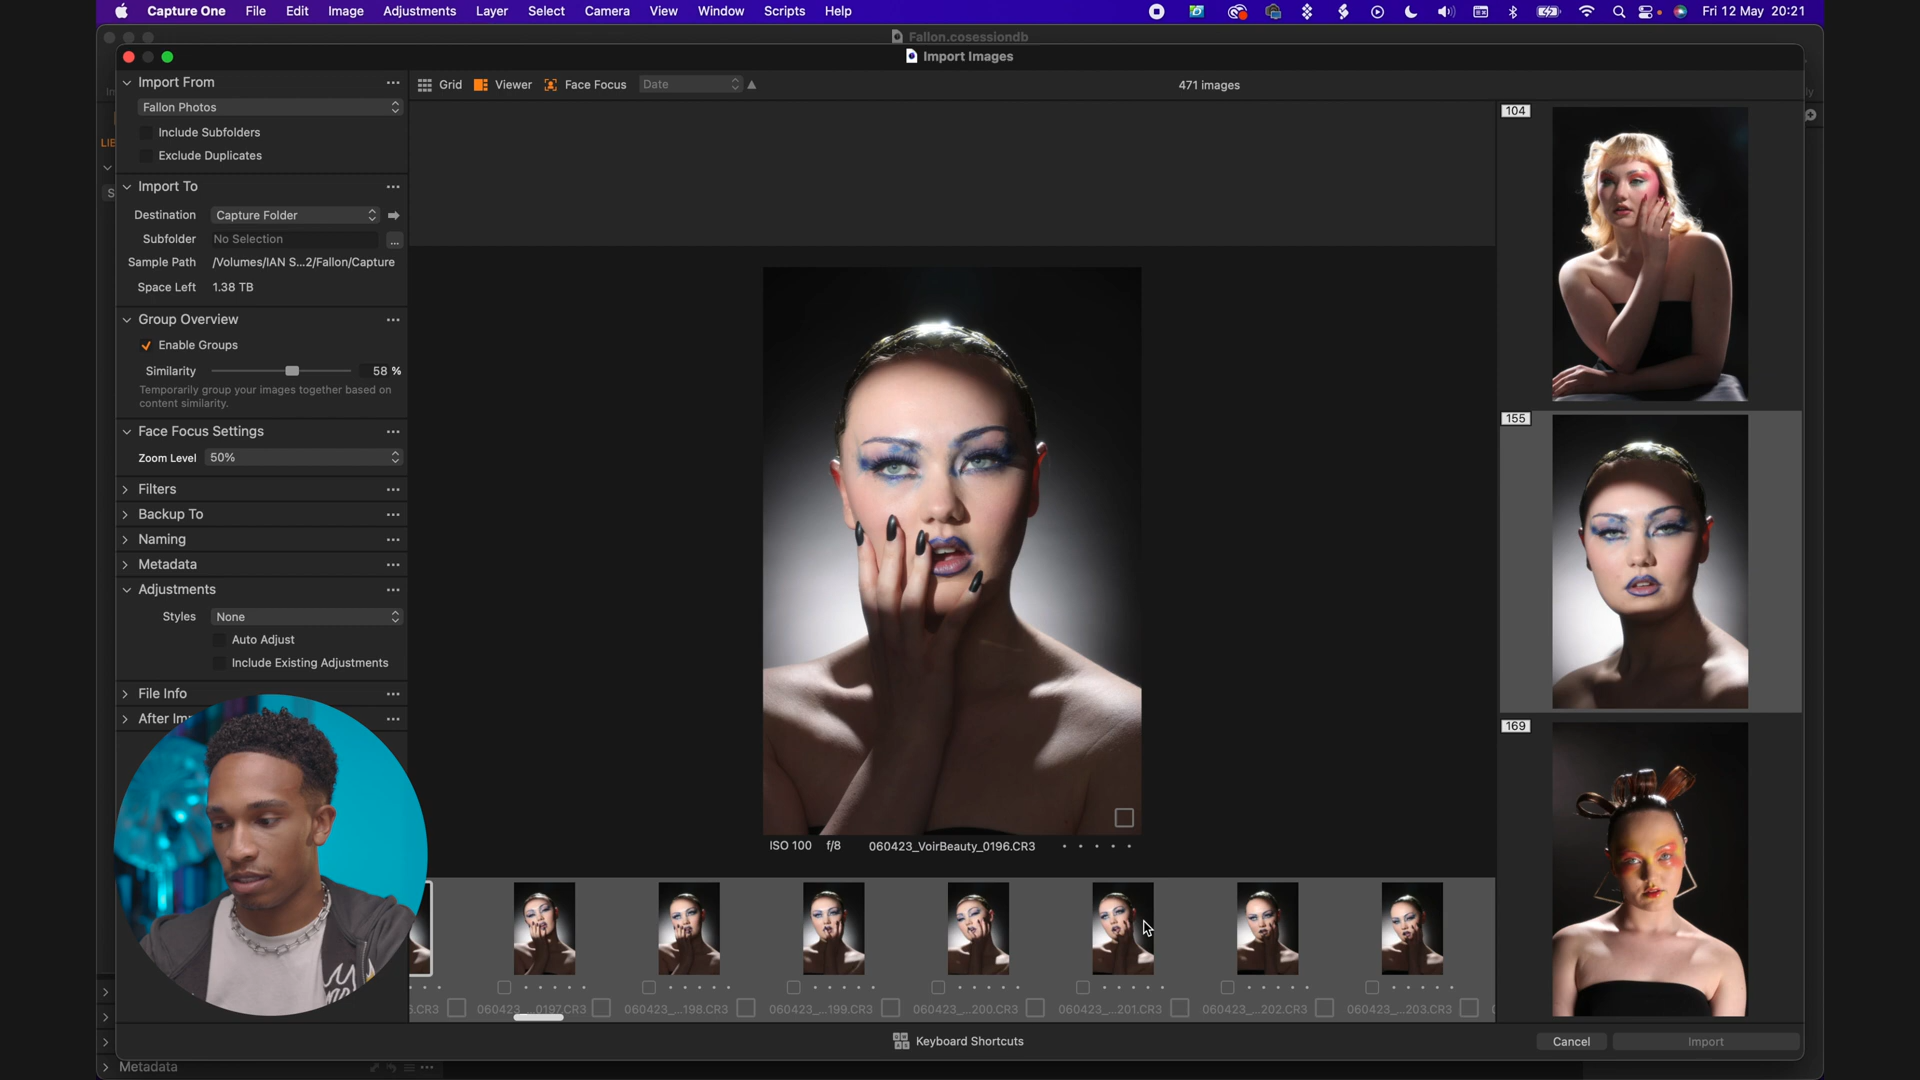 Capture One File Edit Image Adjustments Layer Select Camera View Window Scripts Help Fri 12 May 20:21
Fallon.cosessiondb
Import Images
Import From
Grid Viewer Face Focus Date 471 images
Fallon Photos
Include Subfolders
Exclude Duplicates
Import To
Destination Capture Folder
Subfolder No Selection ...
Sample Path /Volumes/IAN S...2/Fallon/Capture
Space Left 1.38 TB
Group Overview
Enable Groups
Similarity 58 %
Temporarily group your images together based on
content similarity.
Face Focus Settings
Zoom Level 50%
Filters
Backup To
Naming
Metadata
Adjustments
Styles None
Auto Adjust
Include Existing Adjustments
File Info
After Im
104
155
169
ISO 100 f/8 060423_VoirBeauty_0196.CR3
5.CR3 060423_...0197.CR3 060423_...198.CR3 060423_...199.CR3 060423_...200.CR3 060423_...201.CR3 060423_...202.CR3 060423_...203.CR3
Keyboard Shortcuts
Cancel Import
Metadata